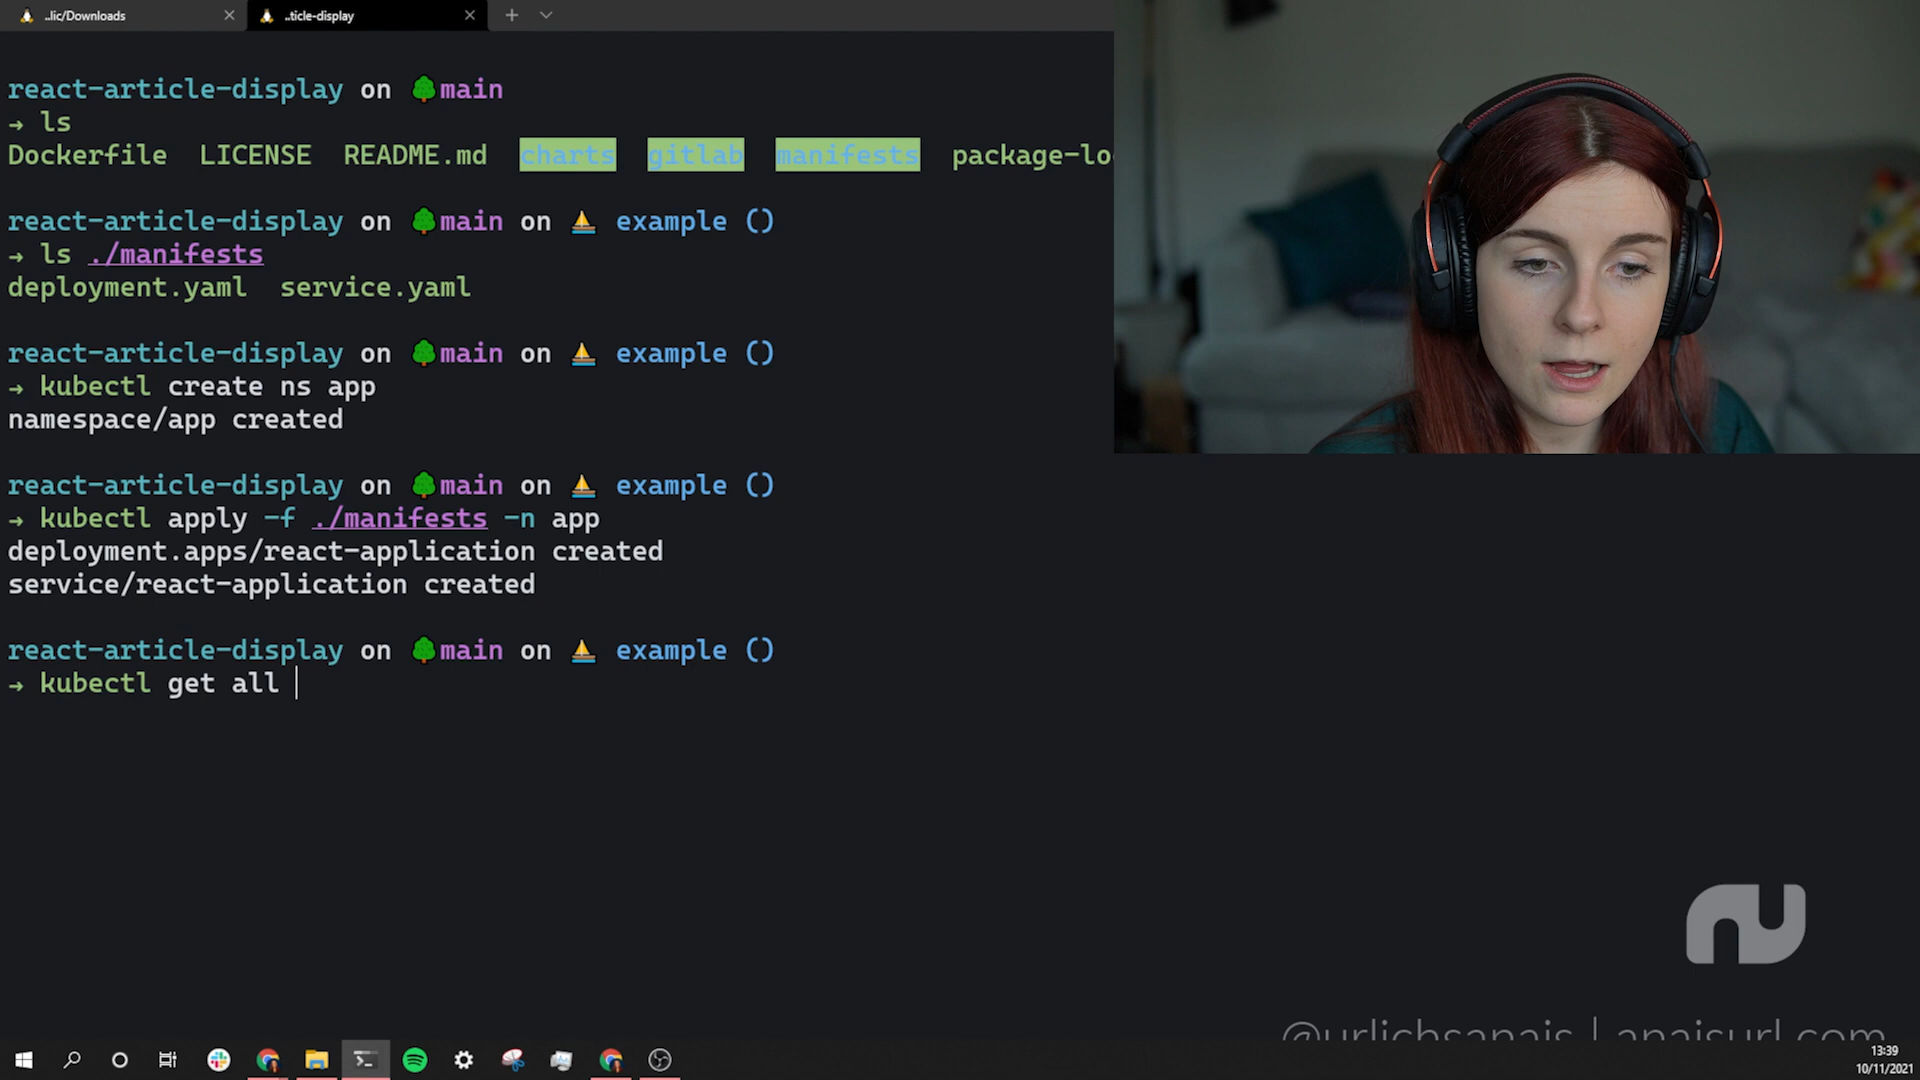 ..lic/Downloads
..ticle-display
react-article-display on main
→ ls
Dockerfile LICENSE README.md charts gitlab manifests package-lo
react-article-display on main on example ()
→ ls ./manifests
deployment.yaml service.yaml
react-article-display on main on example ()
→ kubectl create ns app
namespace/app created
react-article-display on main on example ()
→ kubectl apply -f ./manifests -n app
deployment.apps/react-application created
service/react-application created
react-article-display on main on example ()
→ kubectl get all
@urlichsanais | anaisurl.com
13:39
10/11/2021